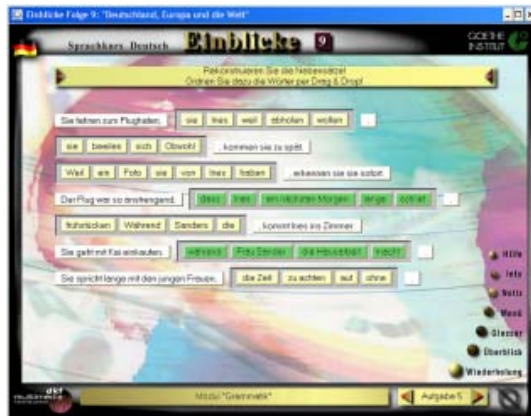 Einblicke Folge 9: "Deutschland, Europa und die Welt"
Sprachkurs Deutsch Einblicke 9
GOETHE INSTITUT
Rekonstruieren Sie die Nebensätze!
Ordnen Sie dazu die Wörter per Drag & Drop!
Sie fahren zum Flughafen, sie Ines weil abholen wollen .
sie beeilen sich Obwohl , kommen sie zu spät.
Weil ein Foto sie von Ines haben , erkennen sie sie sofort.
Der Flug war so anstrengend, dass Ines am nächsten Morgen lange schläft .
frühstücken Während Sanders die , kommt Ines ins Zimmer.
Sie geht mit Kai einkaufen, während Frau Sander die Hausarbeit macht .
Sie spricht lange mit den jungen Frauen, die Zeit zu achten auf ohne .
Hilfe
Info
Notiz
Menü
Glossar
Überblick
Wiederholung
Modul "Grammatik"
Aufgabe 5